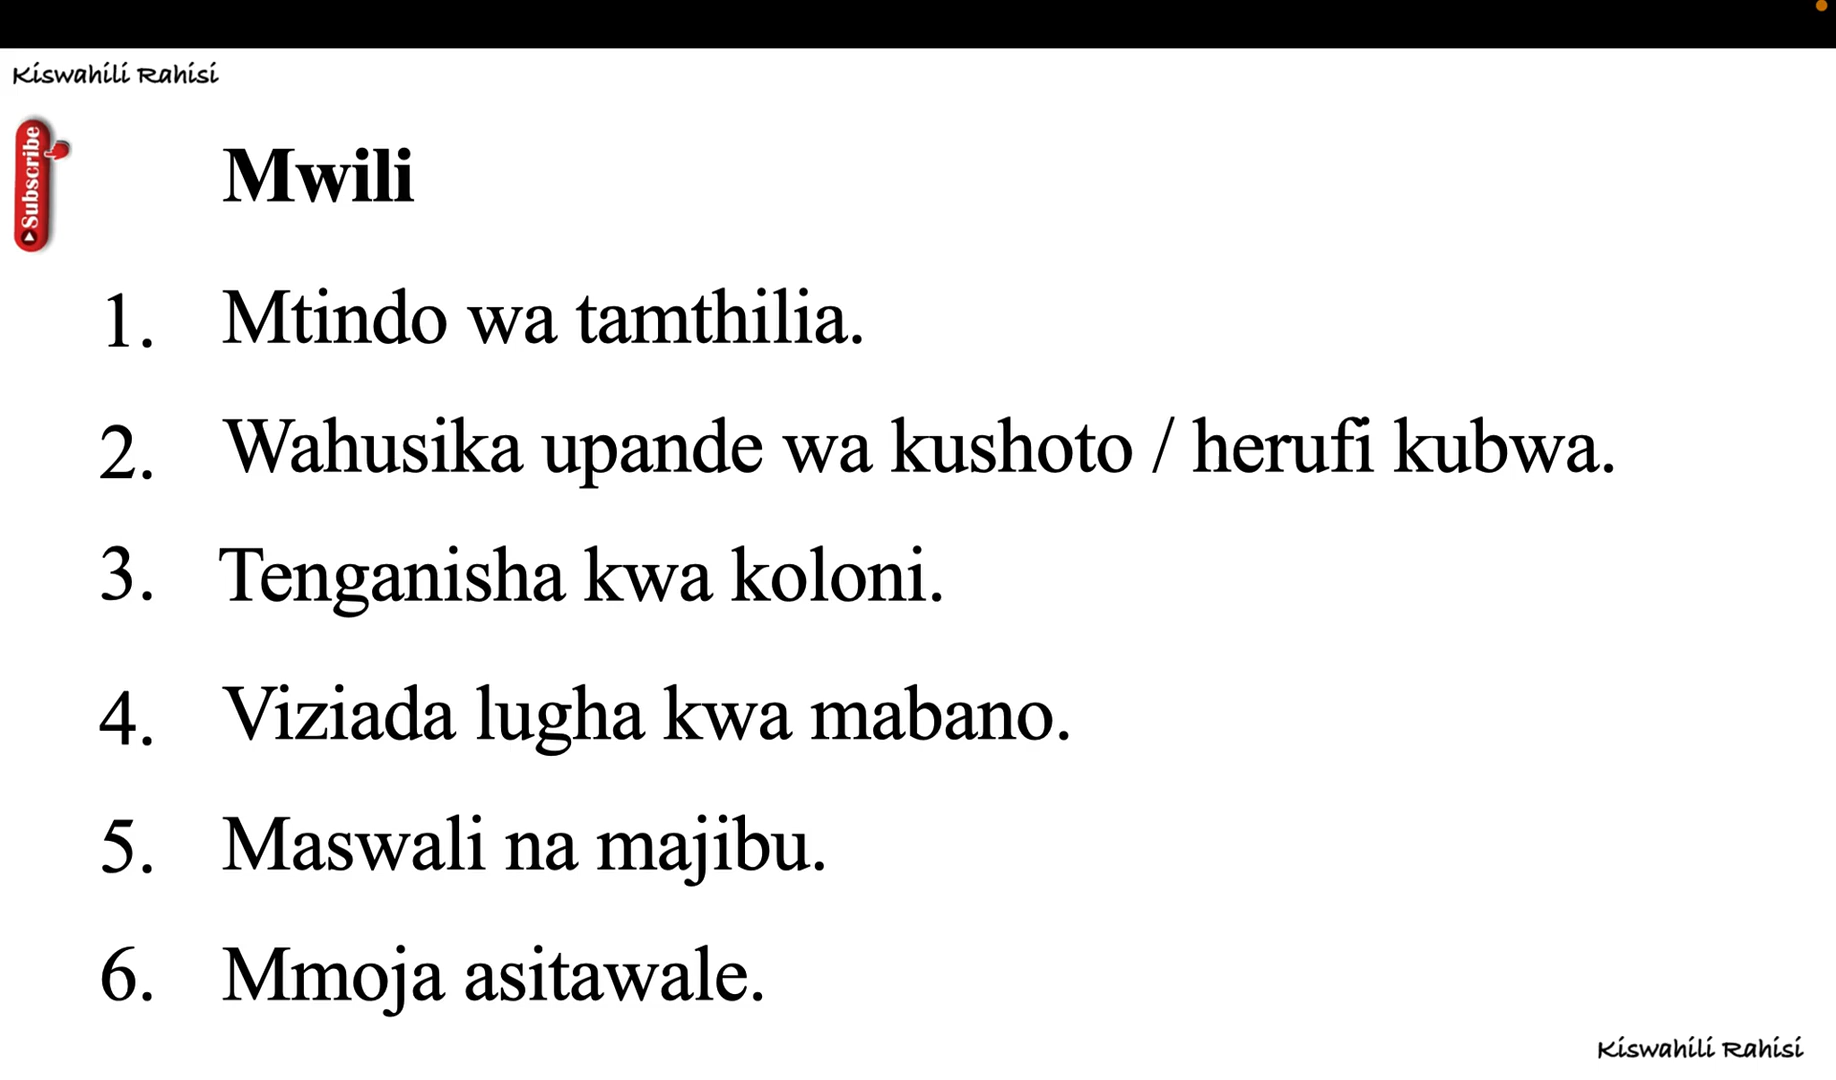 Kiswahili Rahisi
Subscribe
Mwili
1. Mtindo wa tamthilia.
2. Wahusika upande wa kushoto / herufi kubwa.
3. Tenganisha kwa koloni.
4. Viziada lugha kwa mabano.
5. Maswali na majibu.
6. Mmoja asitawale.
Kiswahili Rahisi